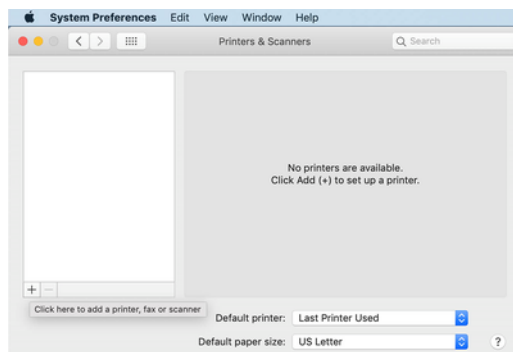 System Preferences Edit View Window Help
Printers & Scanners
Search
No printers are available.
Click Add (+) to set up a printer.
+ −
Click here to add a printer, fax or scanner
Default printer: Last Printer Used
Default paper size: US Letter
?